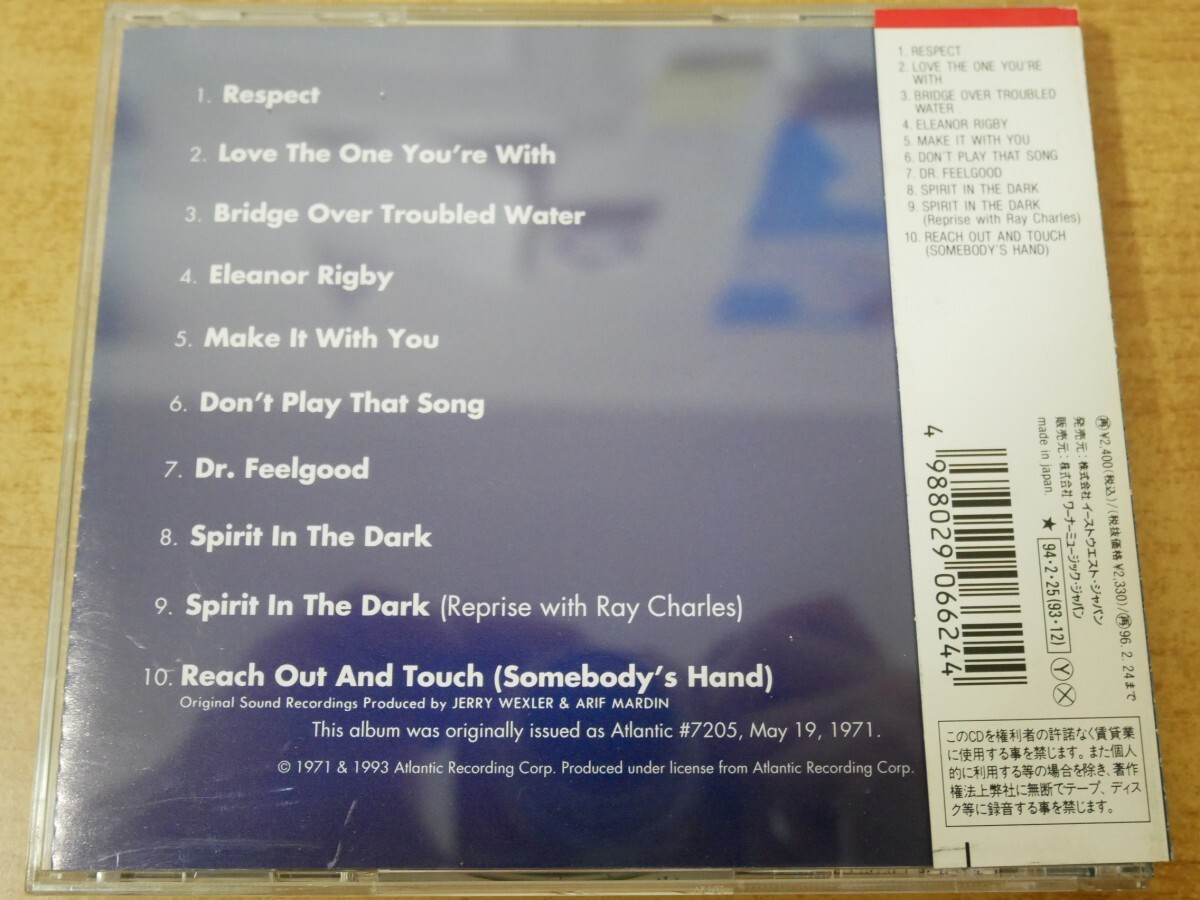 1. Respect
2. Love The One You're With
3. Bridge Over Troubled Water
4. Eleanor Rigby
5. Make It With You
6. Don't Play That Song
7. Dr. Feelgood
8. Spirit In The Dark
9. Spirit In The Dark (Reprise with Ray Charles)
10. Reach Out And Touch (Somebody's Hand)
Original Sound Recordings Produced by JERRY WEXLER & ARIF MARDIN
This album was originally issued as Atlantic #7205, May 19, 1971.
© 1971 & 1993 Atlantic Recording Corp. Produced under license from Atlantic Recording Corp.
1. RESPECT
2. LOVE THE ONE YOU'RE
WITH
3. BRIDGE OVER TROUBLED
WATER
4. ELEANOR RIGBY
5. MAKE IT WITH YOU
6. DON'T PLAY THAT SONG
7. DR. FEELGOOD
8. SPIRIT IN THE DARK
9. SPIRIT IN THE DARK
(Reprise with Ray Charles)
10. REACH OUT AND TOUCH
(SOMEBODY'S HAND)
㊢¥2,400(税込)/(税抜価格¥2,330)/㊢96.2.24まで
発売元:株式会社 イーストウエスト・ジャパン
販売元:株式会社 ワーナーミュージック・ジャパン
made in japan. ★ 94・2・25(93・12) Ⓨ Ⓧ
4 988029 066244
このCDを権利者の許諾なく賃貸業
に使用する事を禁じます。また個人
的に利用する等の場合を除き、著作
権法上弊社に無断でテープ、ディス
ク等に録音する事を禁じます。